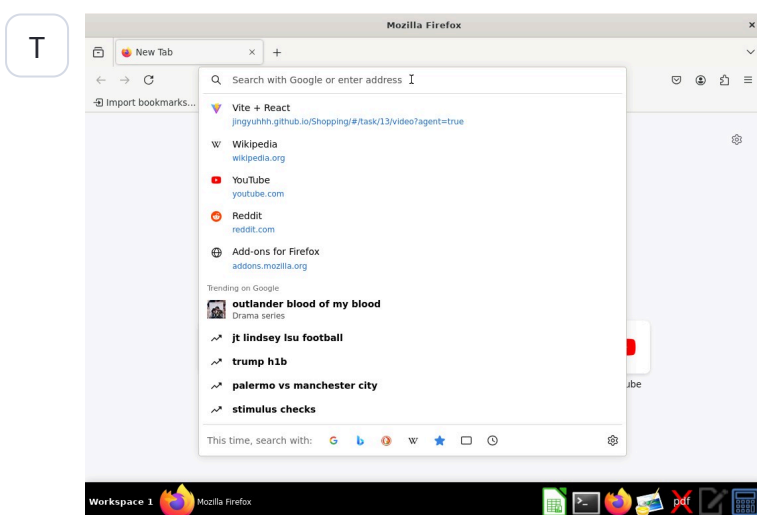 T
Mozilla Firefox
New Tab
Search with Google or enter address
Import bookmarks...
Vite + React
jingyuhhh.github.io/Shopping/#/task/13/video?agent=true
Wikipedia
wikipedia.org
YouTube
youtube.com
Reddit
reddit.com
Add-ons for Firefox
addons.mozilla.org
Trending on Google
outlander blood of my blood
Drama series
jt lindsey lsu football
trump h1b
palermo vs manchester city
ube
stimulus checks
This time, search with:
Workspace 1
Mozilla Firefox
pdf